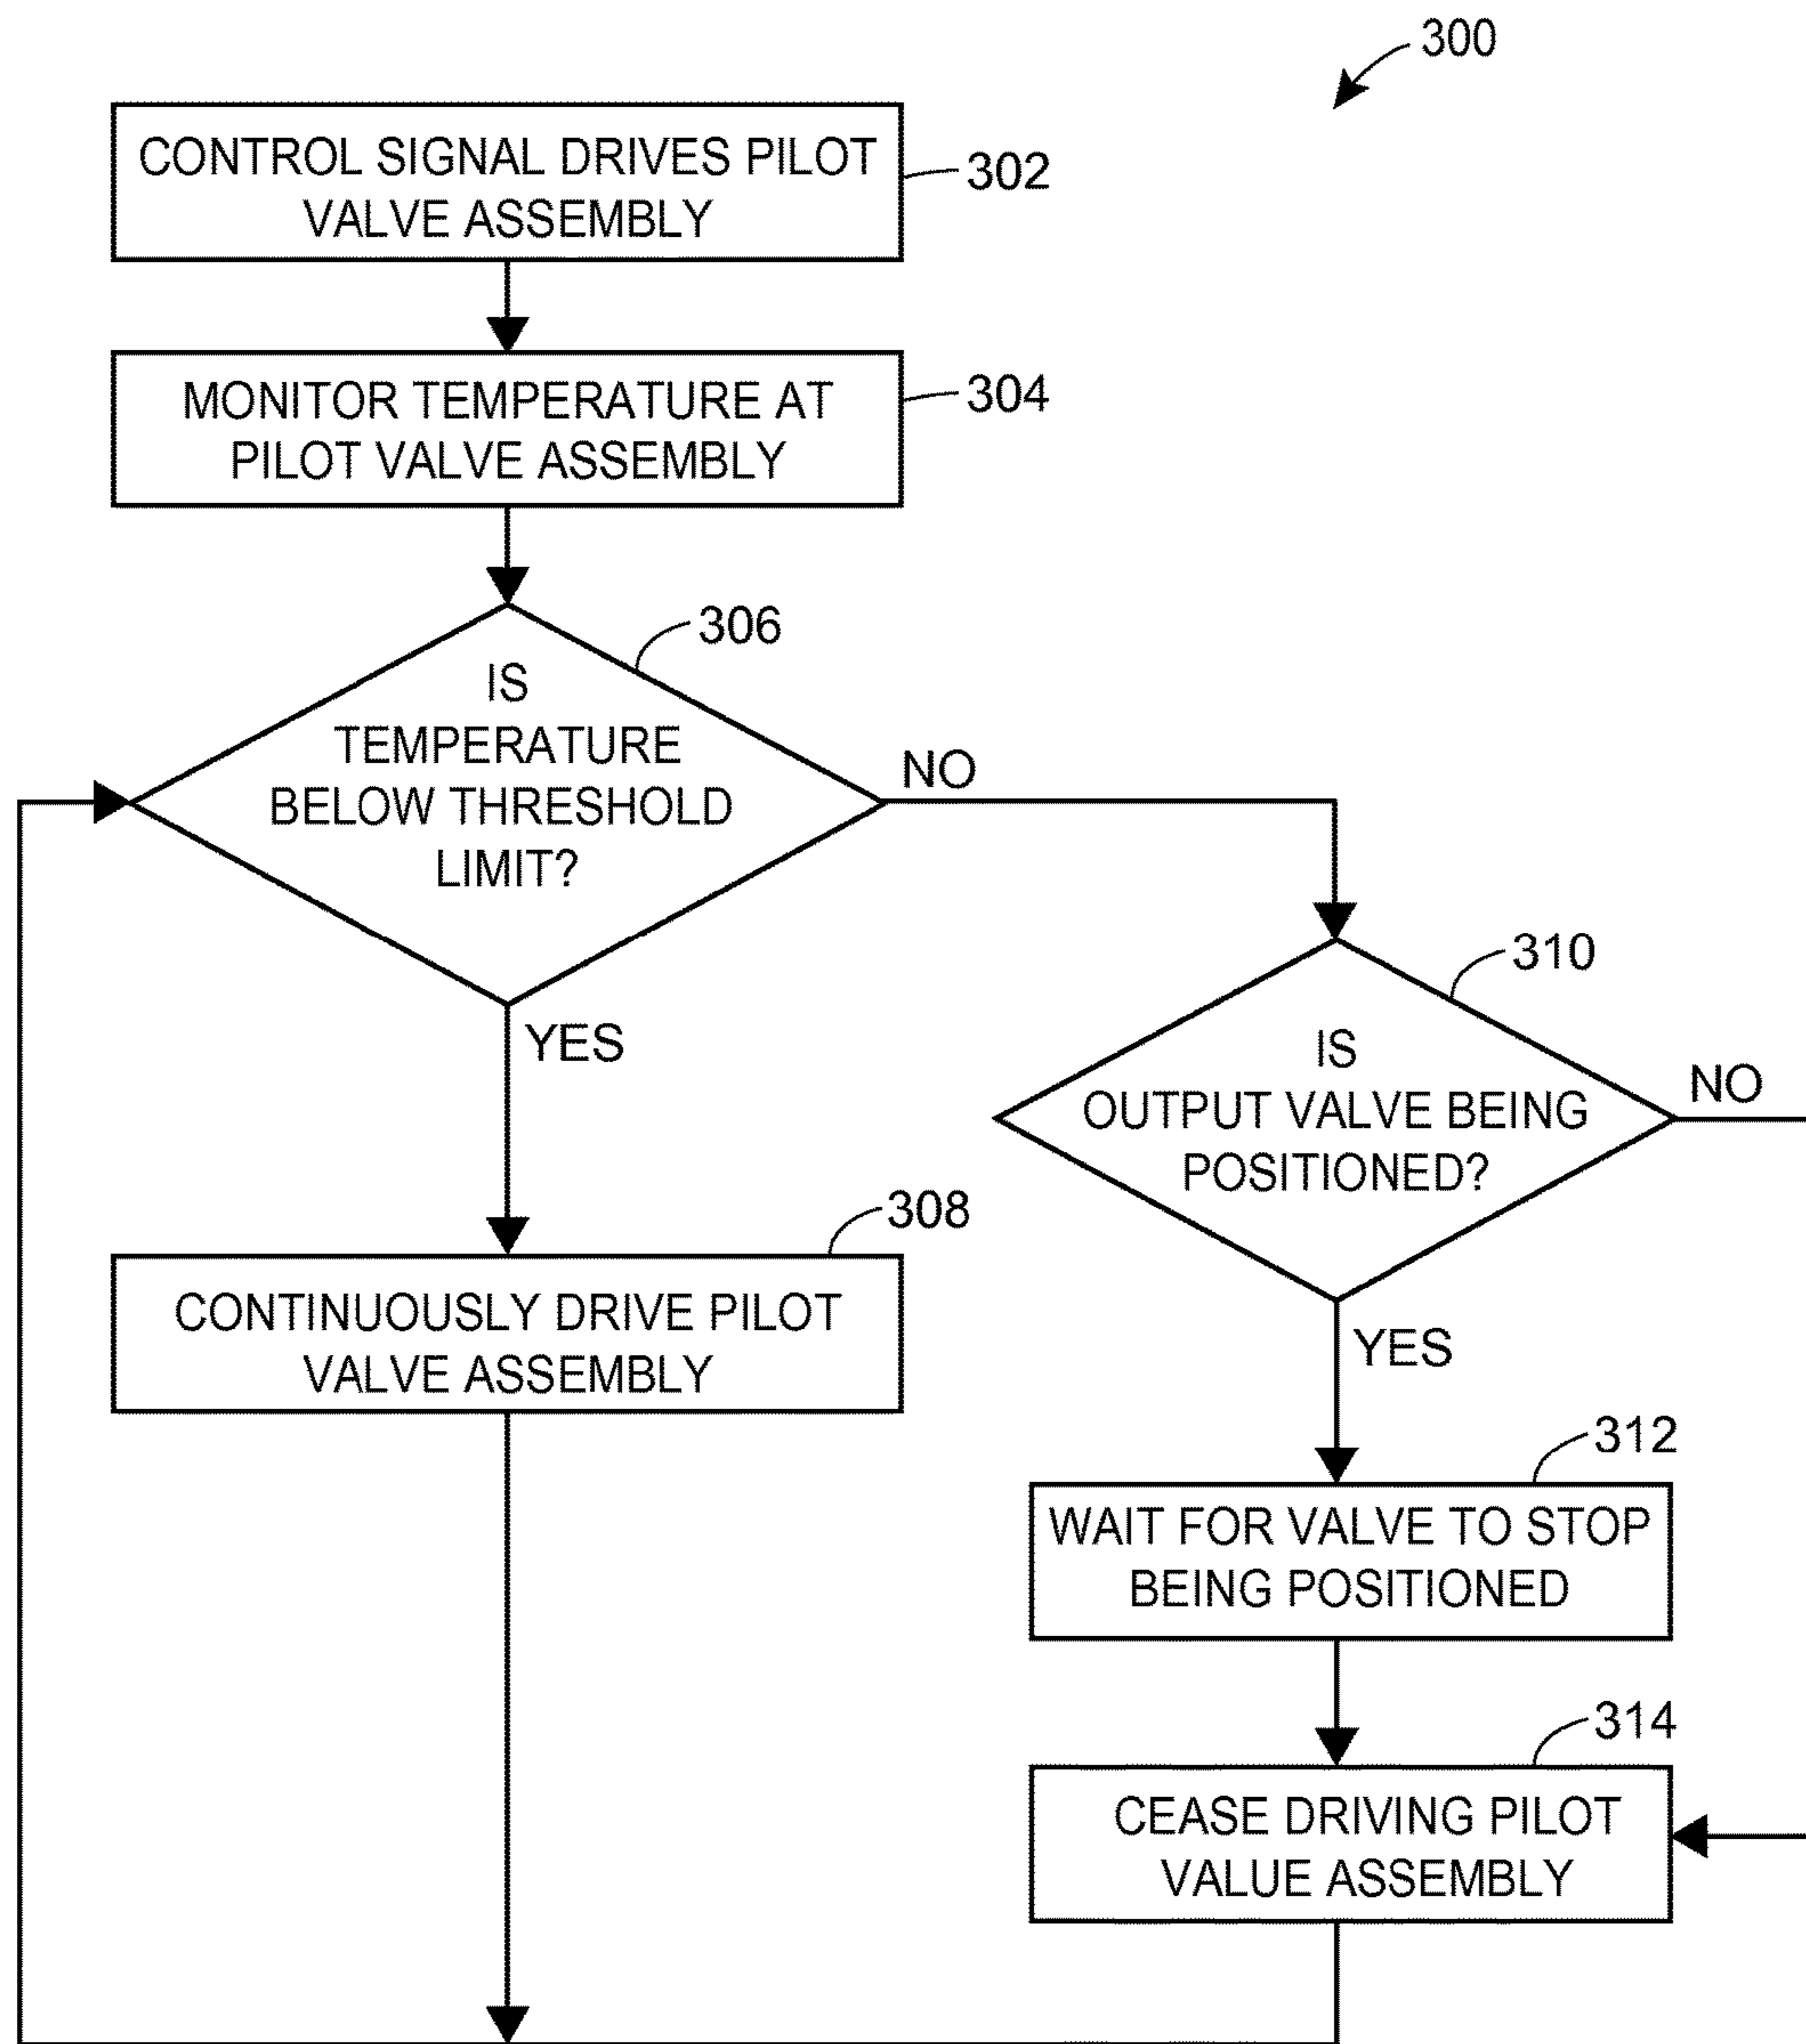 300
CONTROL SIGNAL DRIVES PILOT
VALVE ASSEMBLY
302
MONITOR TEMPERATURE AT
PILOT VALVE ASSEMBLY
304
306
IS
TEMPERATURE
BELOW THRESHOLD
LIMIT?
NO
YES
310
IS
OUTPUT VALVE BEING
POSITIONED?
NO
YES
308
CONTINUOUSLY DRIVE PILOT
VALVE ASSEMBLY
312
WAIT FOR VALVE TO STOP
BEING POSITIONED
314
CEASE DRIVING PILOT
VALUE ASSEMBLY